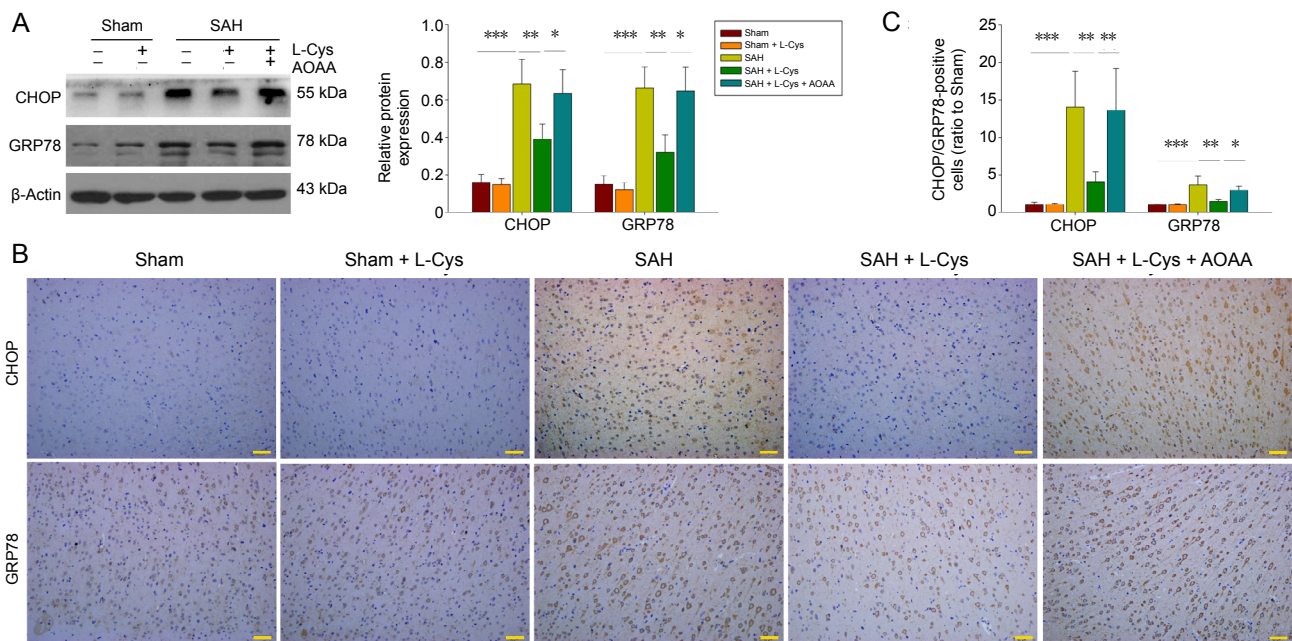 A
Sham
SAH
− + − + +
L-Cys
− − − − +
AOAA
CHOP
55 kDa
GRP78
78 kDa
β-Actin
43 kDa
Relative protein
expression
1.0
0.8
0.6
0.4
0.2
0
*** ** *
*** ** *
CHOP
GRP78
Sham
Sham + L-Cys
SAH
SAH + L-Cys
SAH + L-Cys + AOAA
C
CHOP/GRP78-positive
cells (ratio to Sham)
25
20
15
10
5
0
*** ** **
*** ** *
CHOP
GRP78
B
Sham
Sham + L-Cys
SAH
SAH + L-Cys
SAH + L-Cys + AOAA
CHOP
GRP78